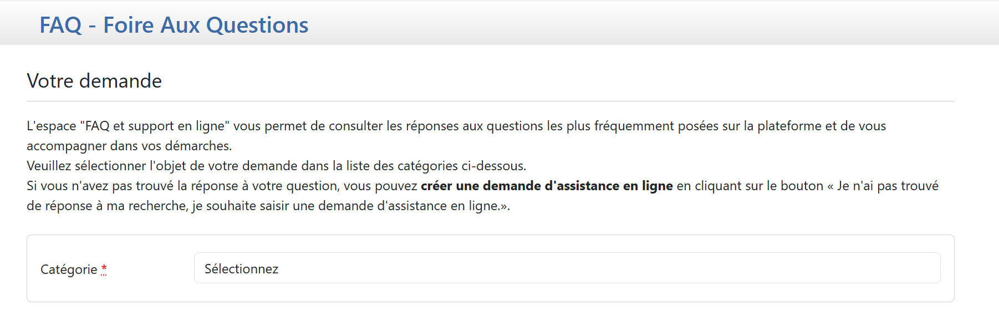 FAQ - Foire Aux Questions
Votre demande
L'espace "FAQ et support en ligne" vous permet de consulter les réponses aux questions les plus fréquemment posées sur la plateforme et de vous
accompagner dans vos démarches.
Veuillez sélectionner l'objet de votre demande dans la liste des catégories ci-dessous.
Si vous n'avez pas trouvé la réponse à votre question, vous pouvez créer une demande d'assistance en ligne en cliquant sur le bouton « Je n'ai pas trouvé
de réponse à ma recherche, je souhaite saisir une demande d'assistance en ligne.».
Catégorie * Sélectionnez